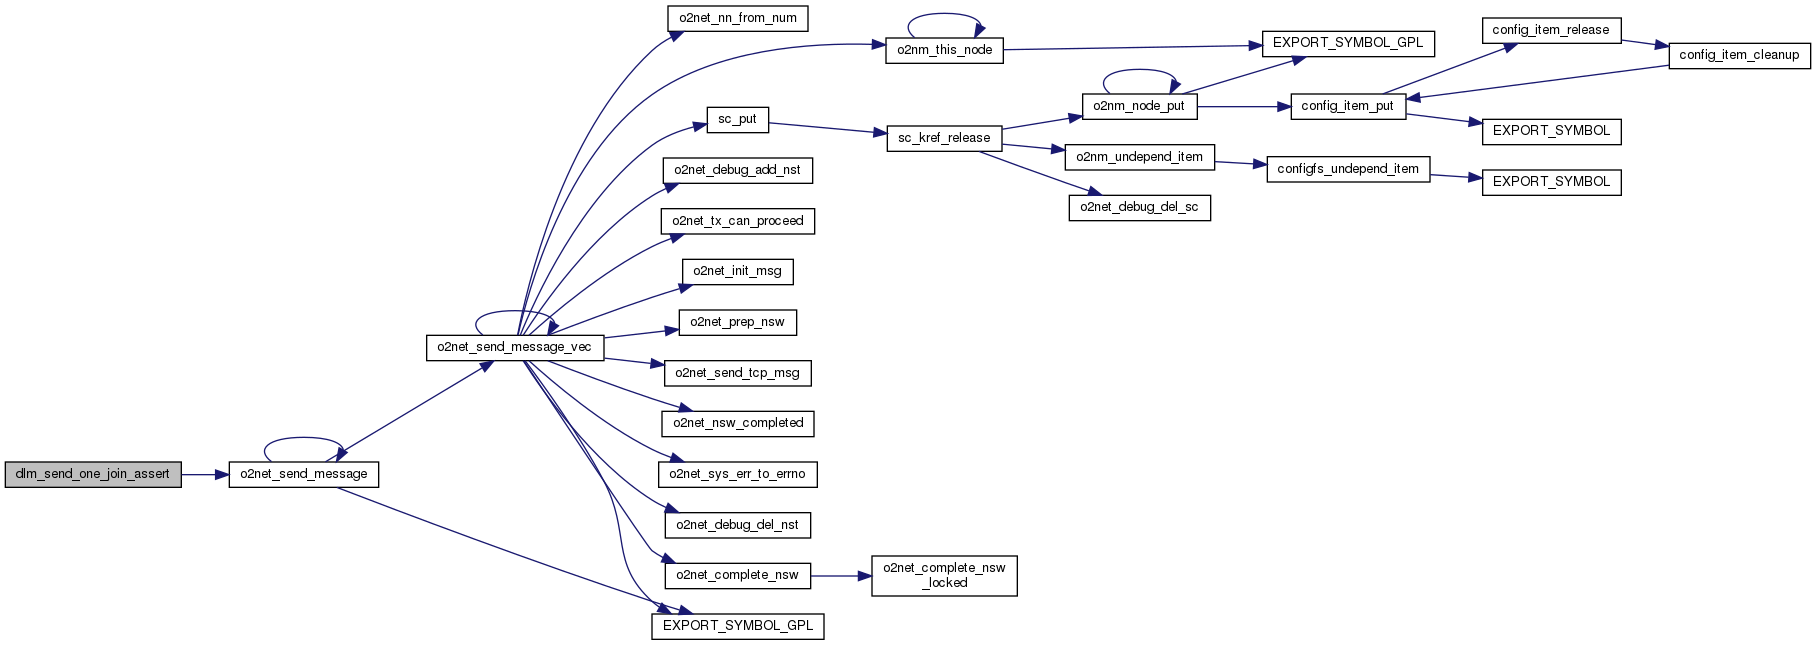 o2net_nn_from_num
o2nm_this_node
EXPORT_SYMBOL_GPL
config_item_release
config_item_cleanup
sc_put
o2nm_node_put
config_item_put
EXPORT_SYMBOL
sc_kref_release
o2nm_undepend_item
configfs_undepend_item
EXPORT_SYMBOL
o2net_debug_del_sc
o2net_debug_add_nst
o2net_tx_can_proceed
o2net_init_msg
o2net_prep_nsw
o2net_send_message_vec
o2net_send_tcp_msg
o2net_nsw_completed
dlm_send_one_join_assert
o2net_send_message
o2net_sys_err_to_errno
o2net_debug_del_nst
o2net_complete_nsw
o2net_complete_nsw
_locked
EXPORT_SYMBOL_GPL